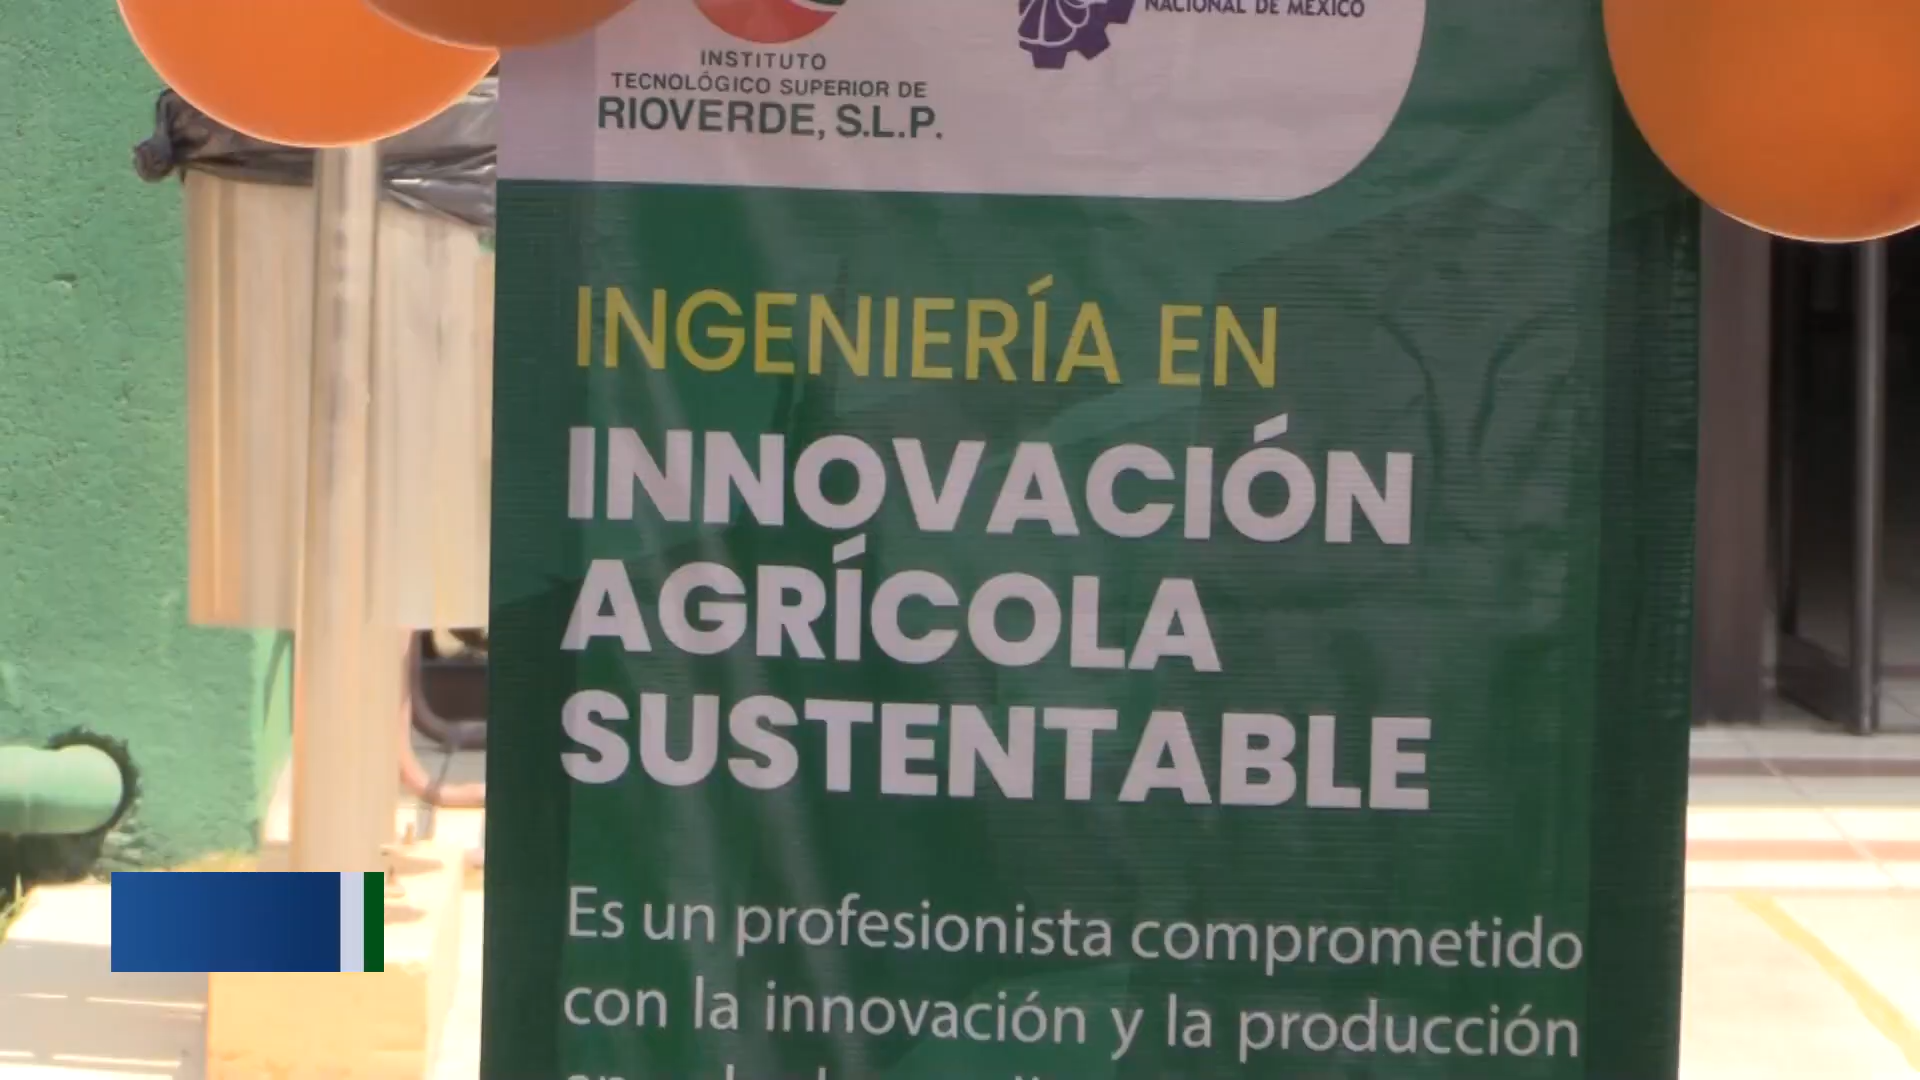 INSTITUTO
TECNOLÓGICO SUPERIOR DE
RIOVERDE, S.L.P.
NACIONAL DE MÉXICO
INGENIERÍA EN
INNOVACIÓN
AGRÍCOLA
SUSTENTABLE
Es un profesionista comprometido
con la innovación y la producción